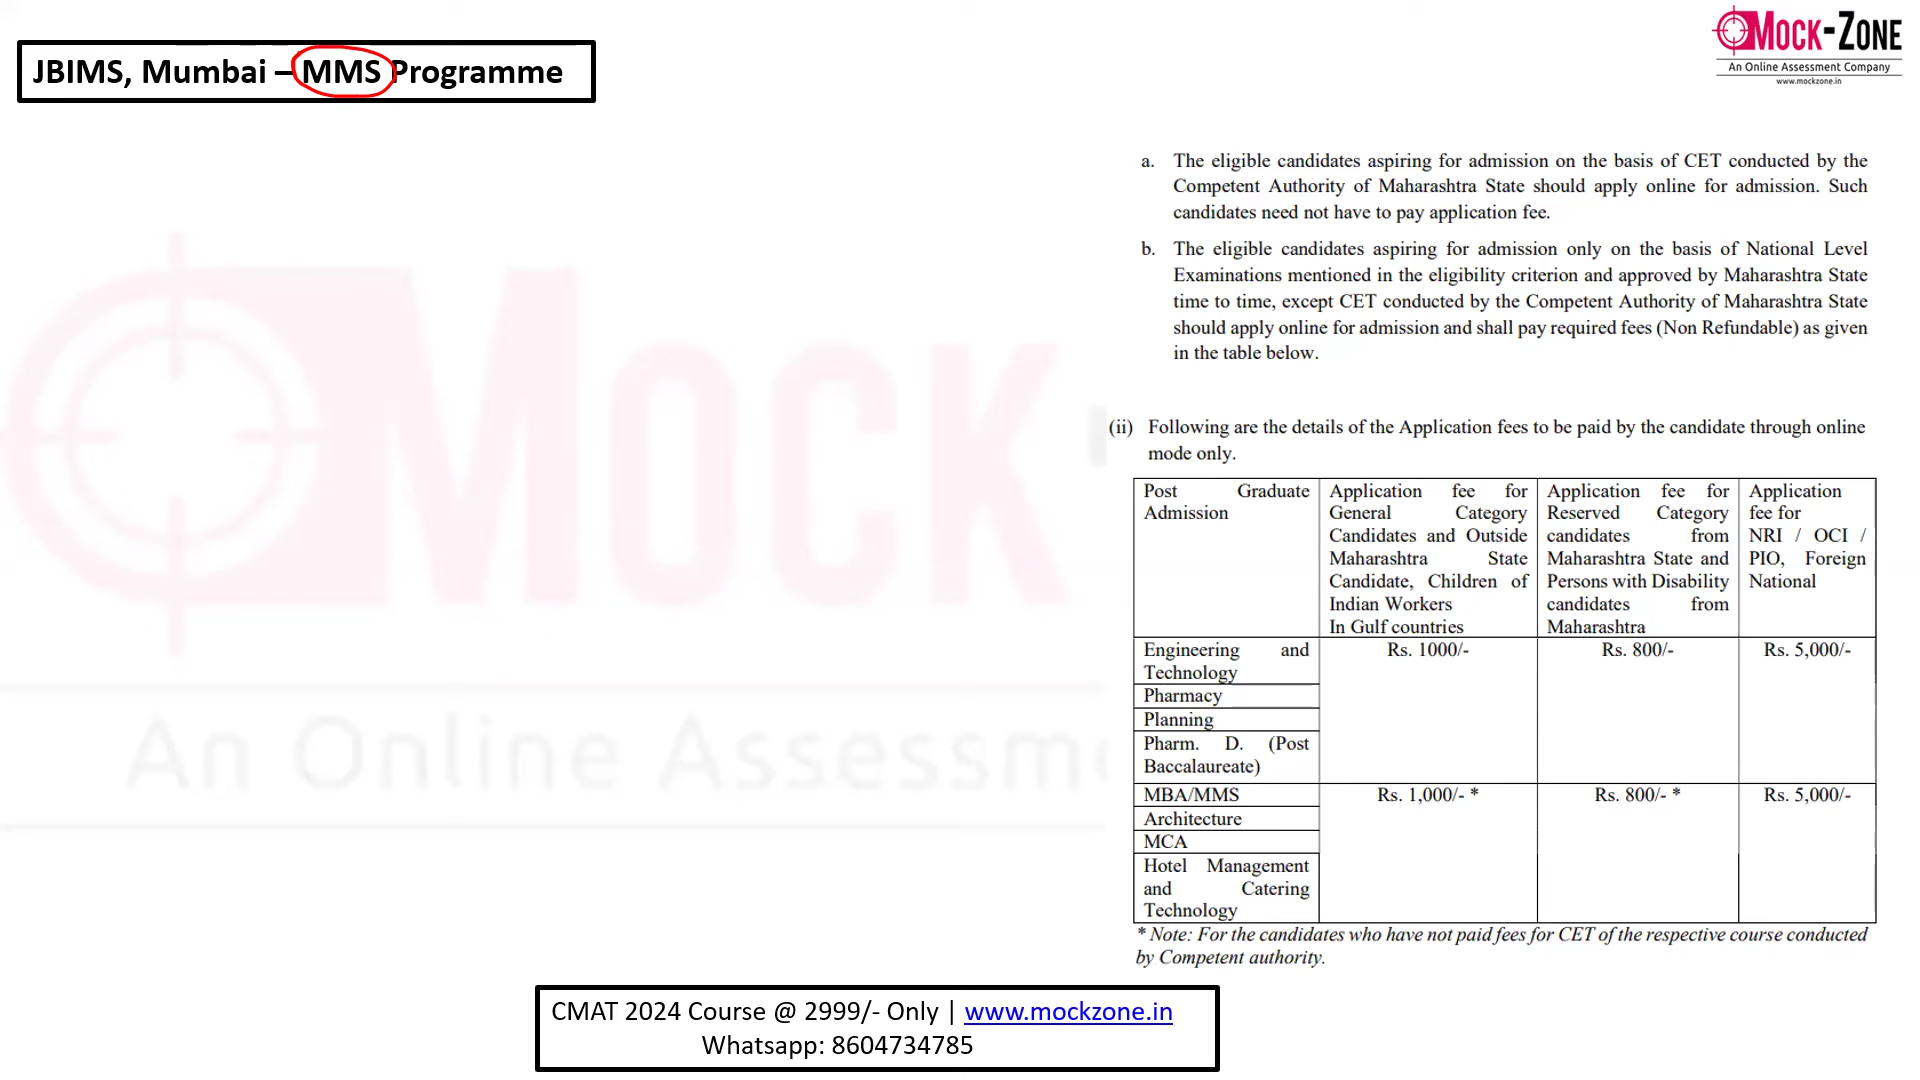 JBIMS, Mumbai – MMS Programme
MOCK-ZONE
An Online Assessment Company
www.mockzone.in
a. The eligible candidates aspiring for admission on the basis of CET conducted by the
Competent Authority of Maharashtra State should apply online for admission. Such
candidates need not have to pay application fee.
b. The eligible candidates aspiring for admission only on the basis of National Level
Examinations mentioned in the eligibility criterion and approved by Maharashtra State
time to time, except CET conducted by the Competent Authority of Maharashtra State
should apply online for admission and shall pay required fees (Non Refundable) as given
in the table below.
(ii) Following are the details of the Application fees to be paid by the candidate through online
mode only.
Post Graduate
Admission
Application fee for
General Category
Candidates and Outside
Maharashtra State
Candidate, Children of
Indian Workers
In Gulf countries
Application fee for
Reserved Category
candidates from
Maharashtra State and
Persons with Disability
candidates from
Maharashtra
Application
fee for
NRI / OCI /
PIO, Foreign
National
Engineering and
Technology
Rs. 1000/-
Rs. 800/-
Rs. 5,000/-
Pharmacy
Planning
Pharm. D. (Post
Baccalaureate)
MBA/MMS
Rs. 1,000/- *
Rs. 800/- *
Rs. 5,000/-
Architecture
MCA
Hotel Management
and Catering
Technology
* Note: For the candidates who have not paid fees for CET of the respective course conducted
by Competent authority.
MOCK
An Online Assessm
CMAT 2024 Course @ 2999/- Only | www.mockzone.in
Whatsapp: 8604734785